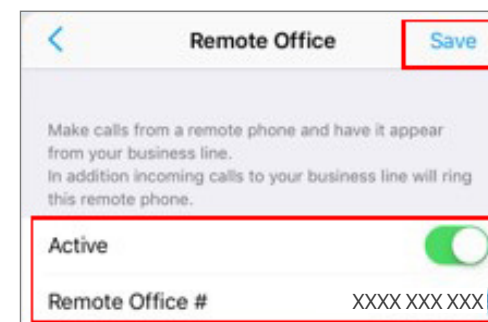 Remote Office Save
Make calls from a remote phone and have it appear
from your business line.
In addition incoming calls to your business line will ring
this remote phone.
Active
Remote Office # XXXX XXX XXX